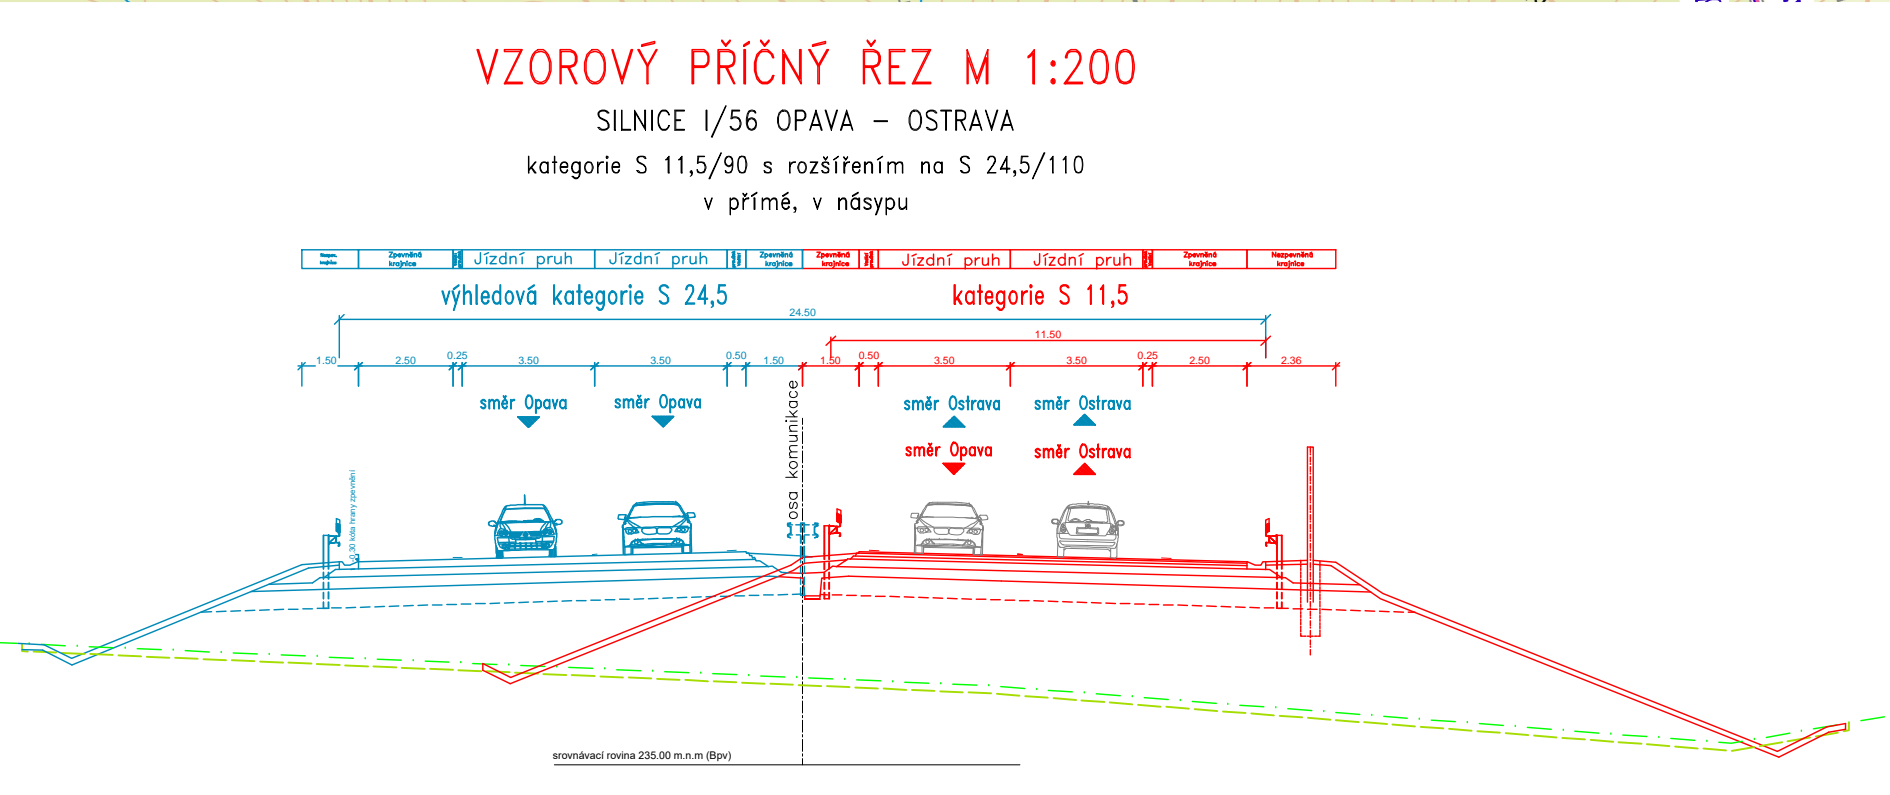 VZOROVÝ PŘÍČNÝ ŘEZ M 1:200
SILNICE I/56 OPAVA – OSTRAVA
kategorie S 11,5/90 s rozšířením na S 24,5/110
v přímé, v násypu
Zpevněná krajnice Jízdní pruh Jízdní pruh Zpevněná krajnice Zpevněná krajnice Jízdní pruh Jízdní pruh Zpevněná krajnice Nezpevněná krajnice
výhledová kategorie S 24,5 kategorie S 11,5
24.50
11.50
1.50 2.50 0.25 3.50 3.50 0.50 1.50 1.50 0.50 3.50 3.50 0.25 2.50 2.36
směr Opava směr Opava směr Ostrava směr Ostrava
směr Opava směr Ostrava
osa komunikace
0.30 kóta hrany zpevnění
srovnávací rovina 235.00 m.n.m (Bpv)